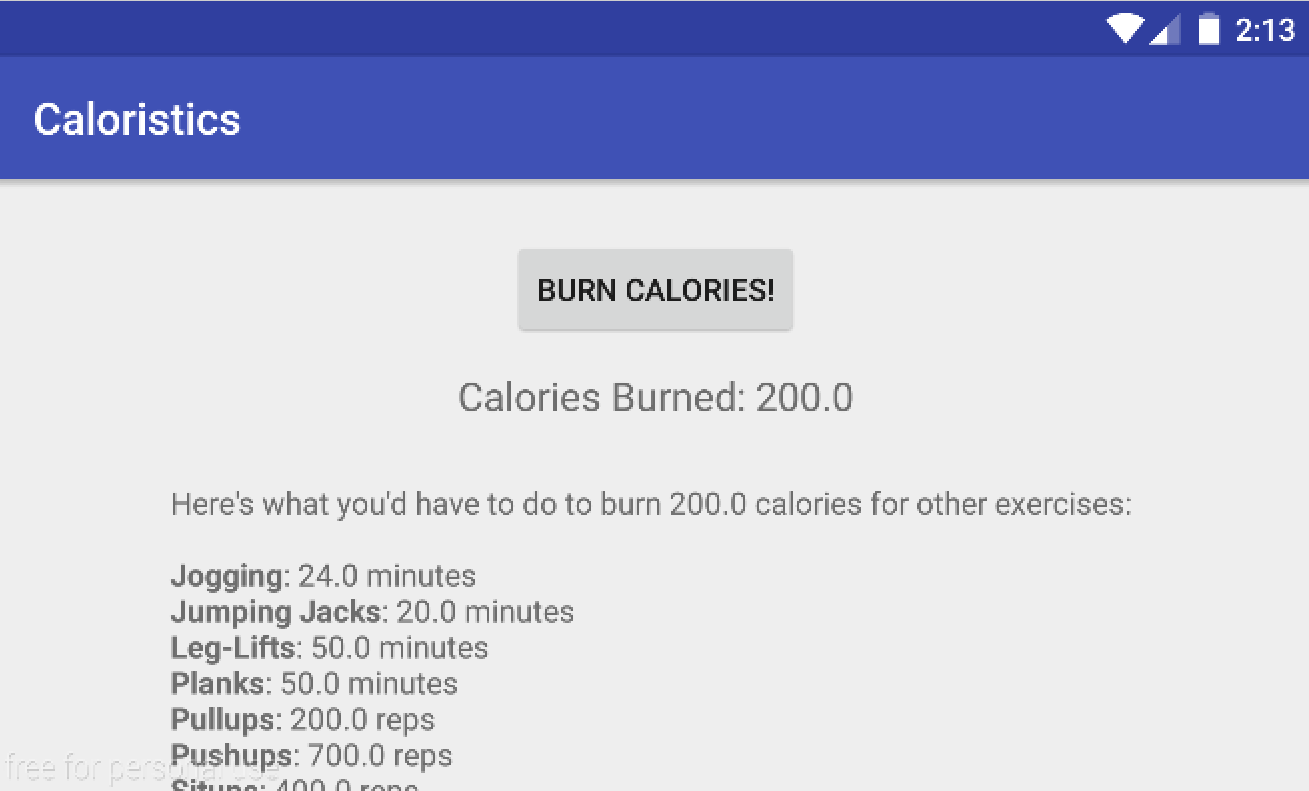 2:13
Caloristics
BURN CALORIES!
Calories Burned: 200.0
Here's what you'd have to do to burn 200.0 calories for other exercises:
Jogging: 24.0 minutes
Jumping Jacks: 20.0 minutes
Leg-Lifts: 50.0 minutes
Planks: 50.0 minutes
Pullups: 200.0 reps
Pushups: 700.0 reps
free for personal use
Situps: 400.0 reps